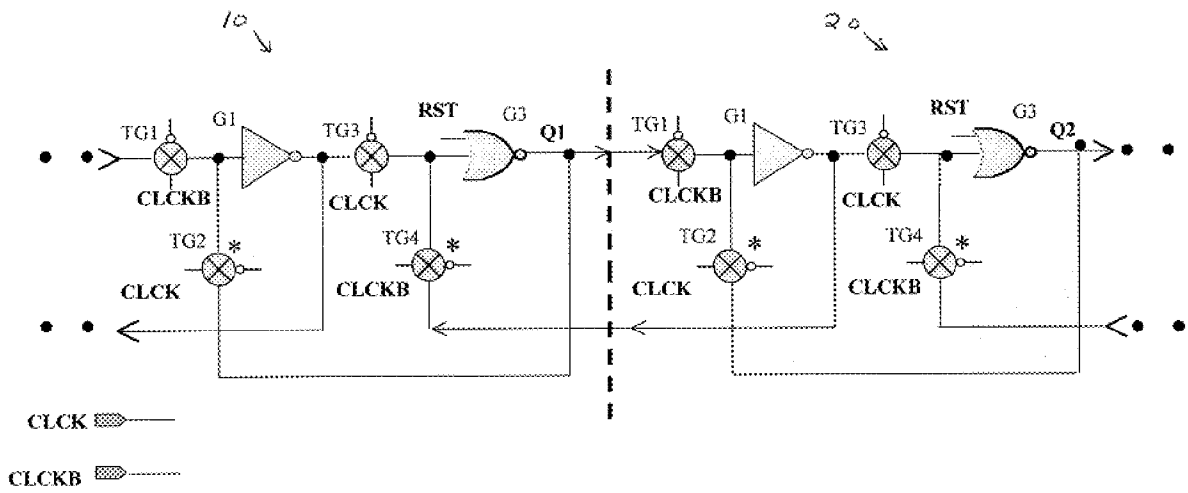 10 20
TG1 G1 TG3 RST G3 Q1 TG1 G1 TG3 RST G3 Q2
CLCKB CLCK CLCKB CLCK
TG2 * TG4 * TG2 * TG4 *
CLCK CLCKB CLCK CLCKB
CLCK
CLCKB